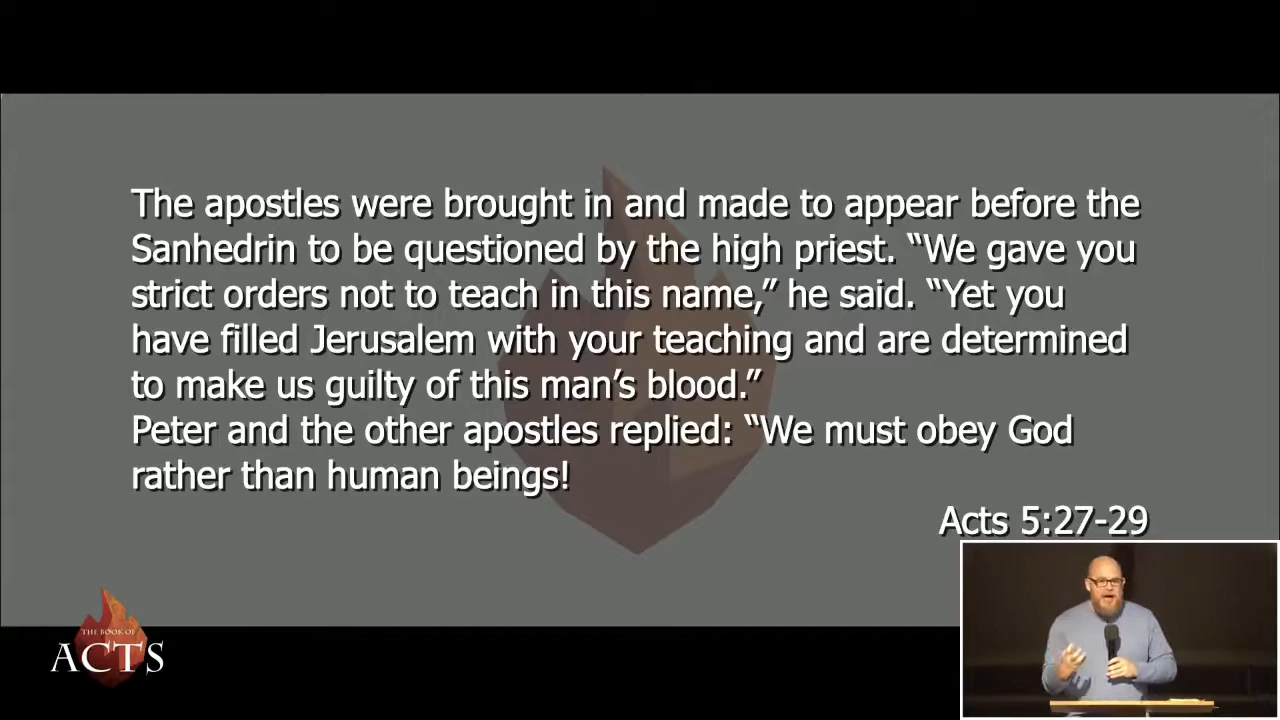 The apostles were brought in and made to appear before the
Sanhedrin to be questioned by the high priest. “We gave you
strict orders not to teach in this name,” he said. “Yet you
have filled Jerusalem with your teaching and are determined
to make us guilty of this man’s blood.”
Peter and the other apostles replied: “We must obey God
rather than human beings!
Acts 5:27-29
THE BOOK OF
ACTS